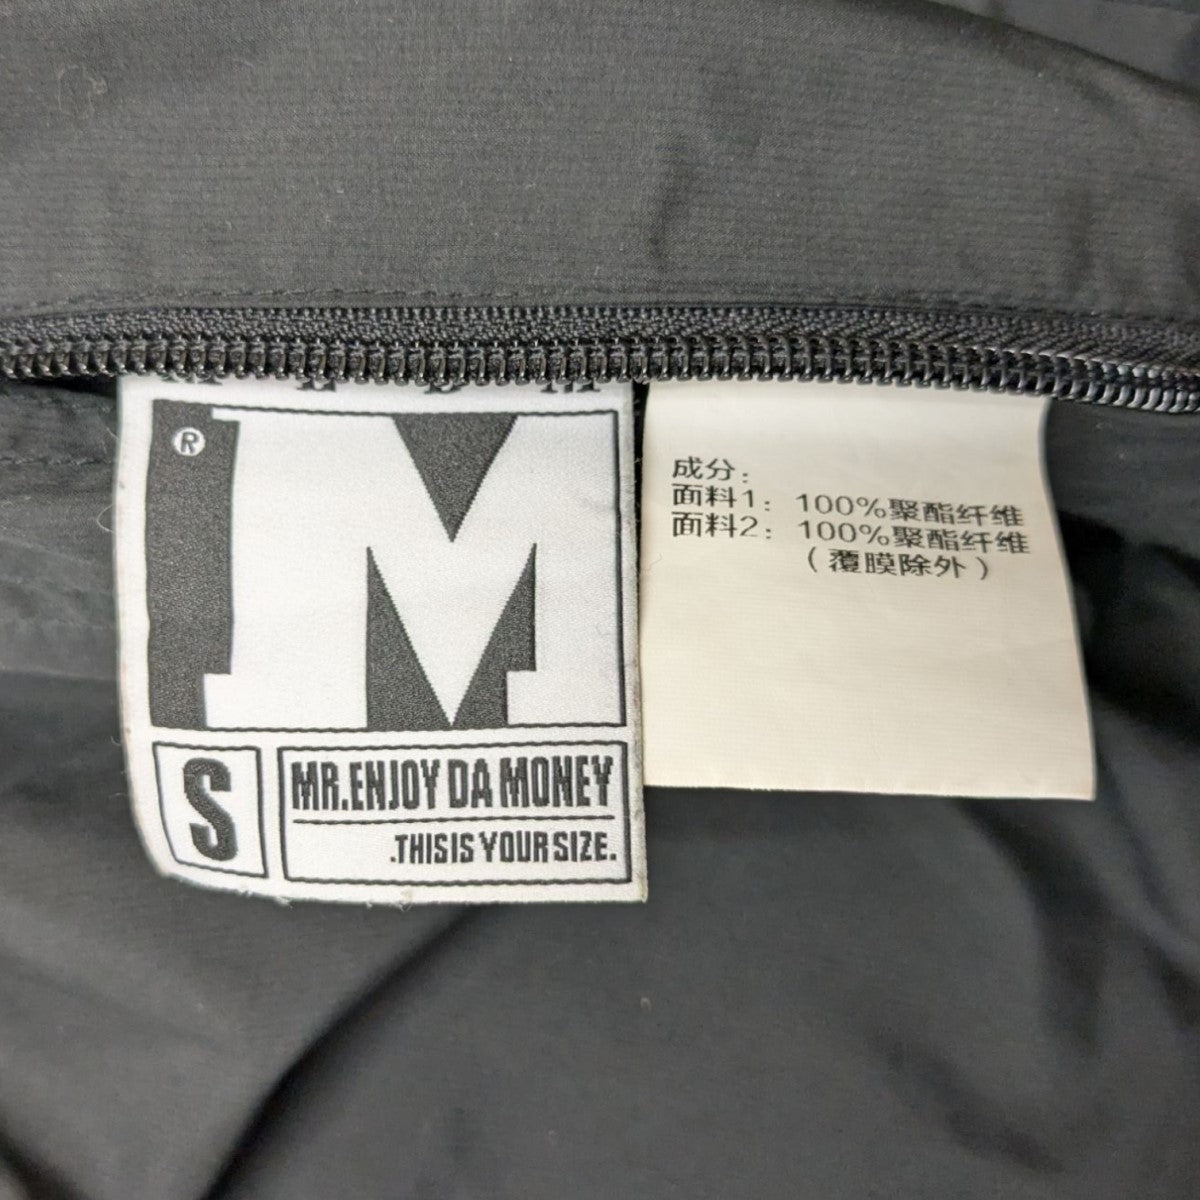 ®
M
S
MR.ENJOY DA MONEY
.THIS IS YOUR SIZE.
成分:
面料1: 100%聚酯纤维
面料2: 100%聚酯纤维
(覆膜除外)